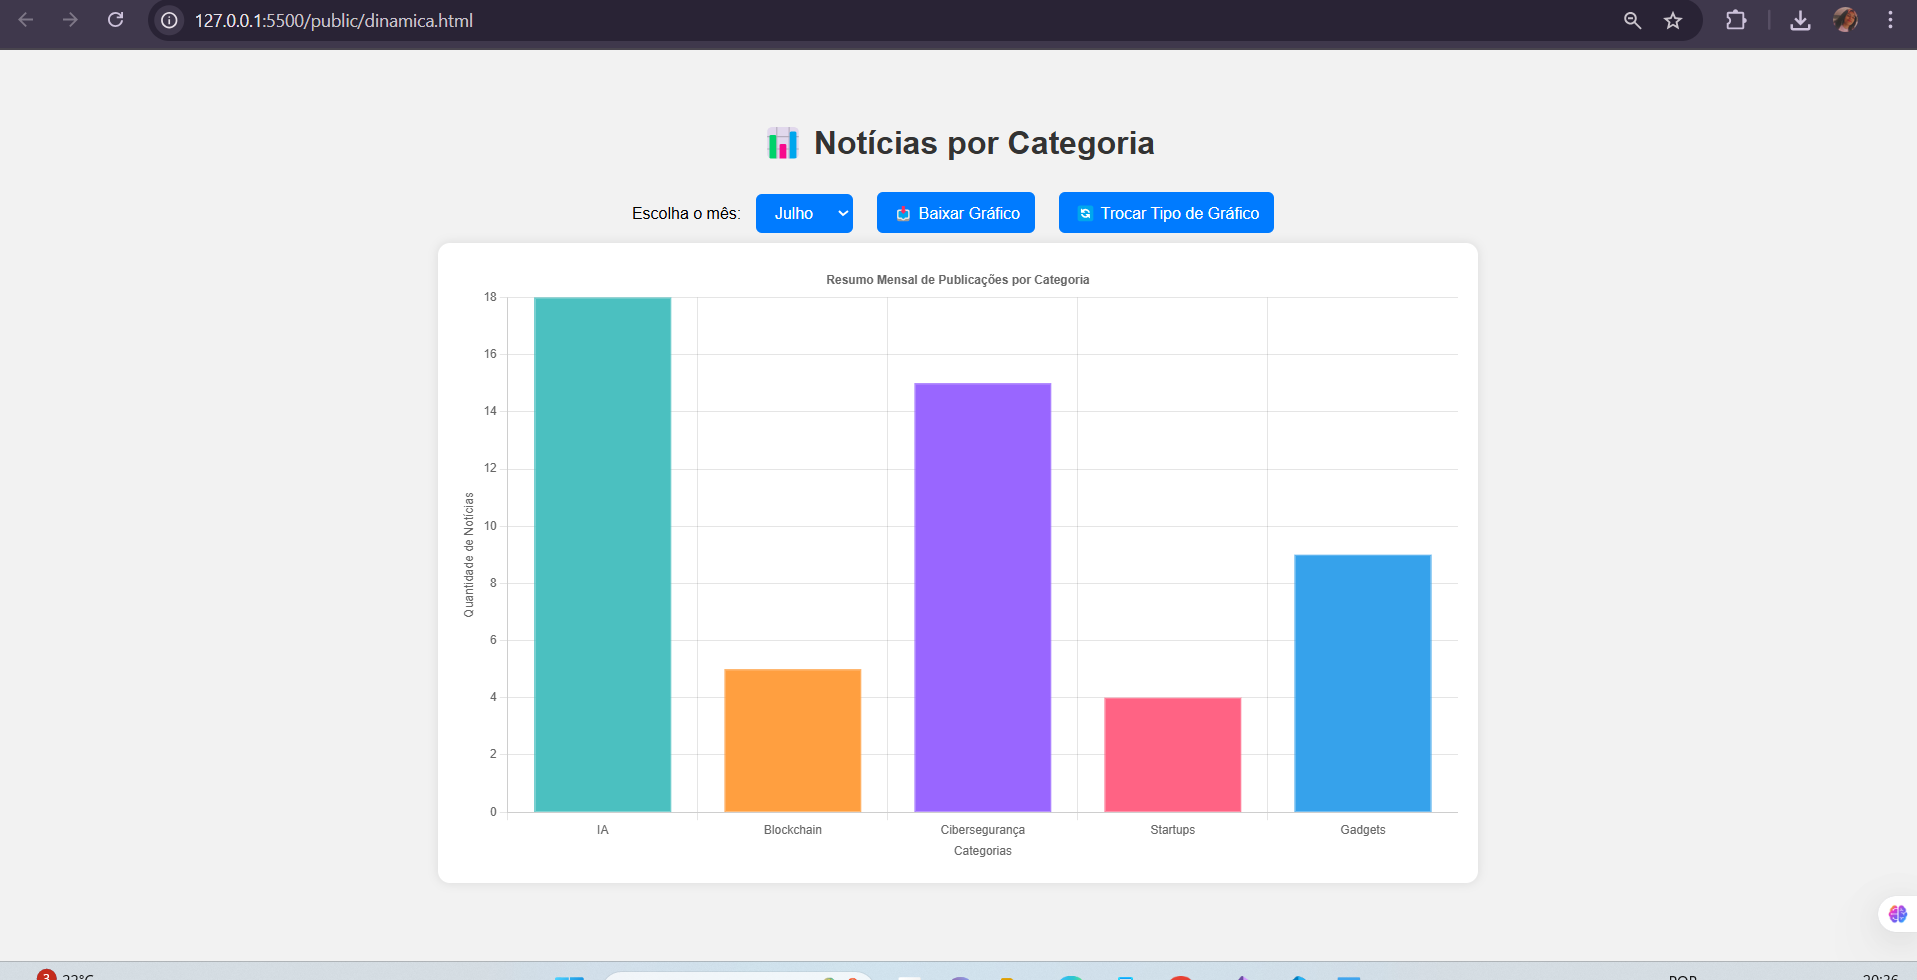 127.0.0.1:5500/public/dinamica.html
Notícias por Categoria
Escolha o mês: Julho Baixar Gráfico Trocar Tipo de Gráfico
Resumo Mensal de Publicações por Categoria
18
16
14
12
10
8
6
4
2
0
Quantidade de Notícias
IA Blockchain Cibersegurança Startups Gadgets
Categorias
3 22°C